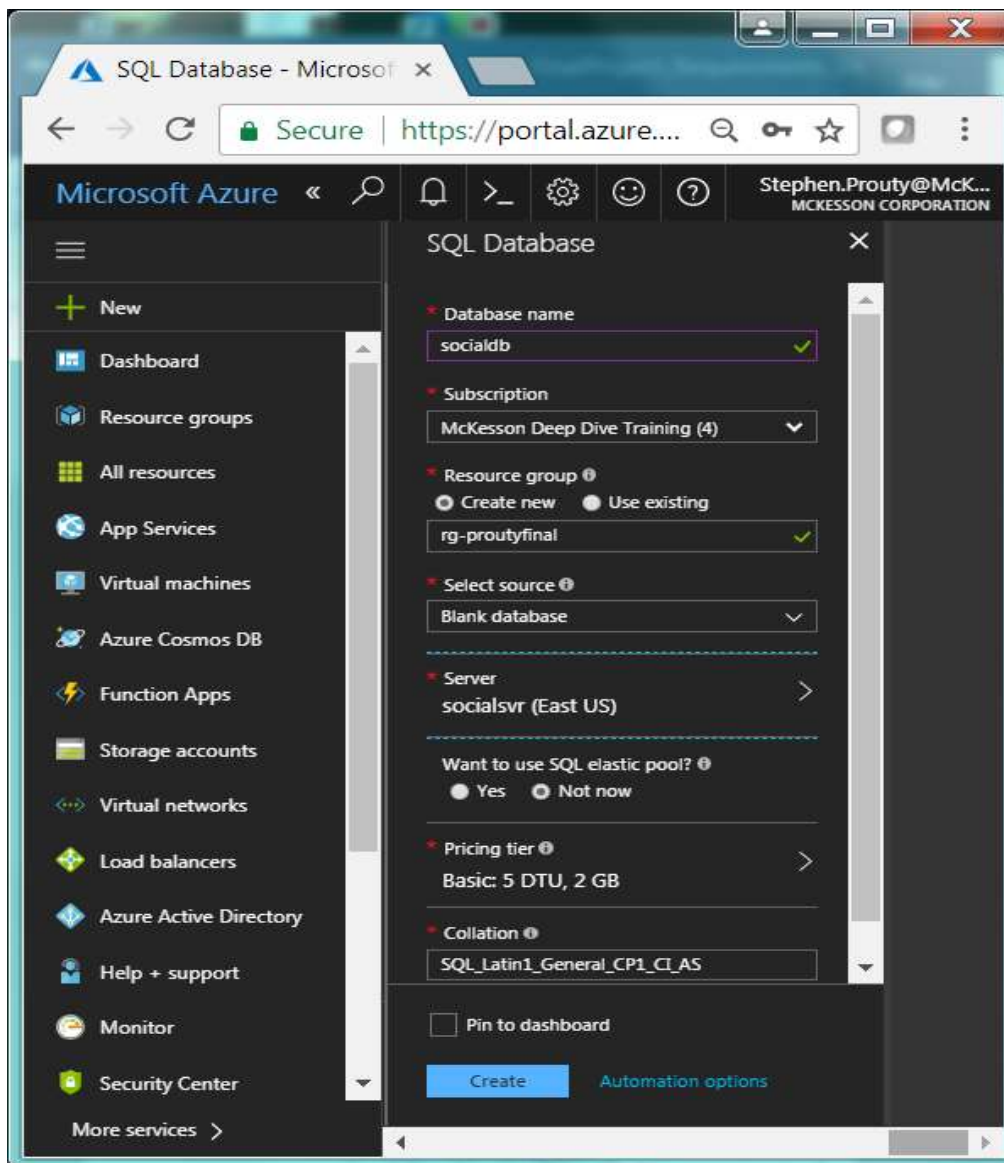 SQL Database - Microsof
Secure | https://portal.azure....
Microsoft Azure «
Stephen.Prouty@McK...
MCKESSON CORPORATION
New
Dashboard
Resource groups
All resources
App Services
Virtual machines
Azure Cosmos DB
Function Apps
Storage accounts
Virtual networks
Load balancers
Azure Active Directory
Help + support
Monitor
Security Center
More services >
SQL Database
* Database name
socialdb
* Subscription
McKesson Deep Dive Training (4)
* Resource group
Create new Use existing
rg-proutyfinal
* Select source
Blank database
* Server
socialsvr (East US)
Want to use SQL elastic pool?
Yes Not now
* Pricing tier
Basic: 5 DTU, 2 GB
* Collation
SQL_Latin1_General_CP1_CI_AS
Pin to dashboard
Create Automation options